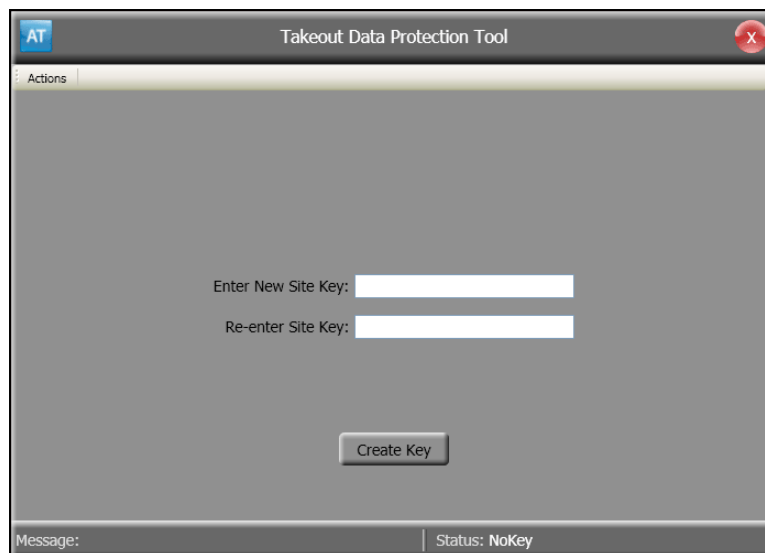 AT
Takeout Data Protection Tool
X
Actions
Enter New Site Key:
Re-enter Site Key:
Create Key
Message:
Status: NoKey